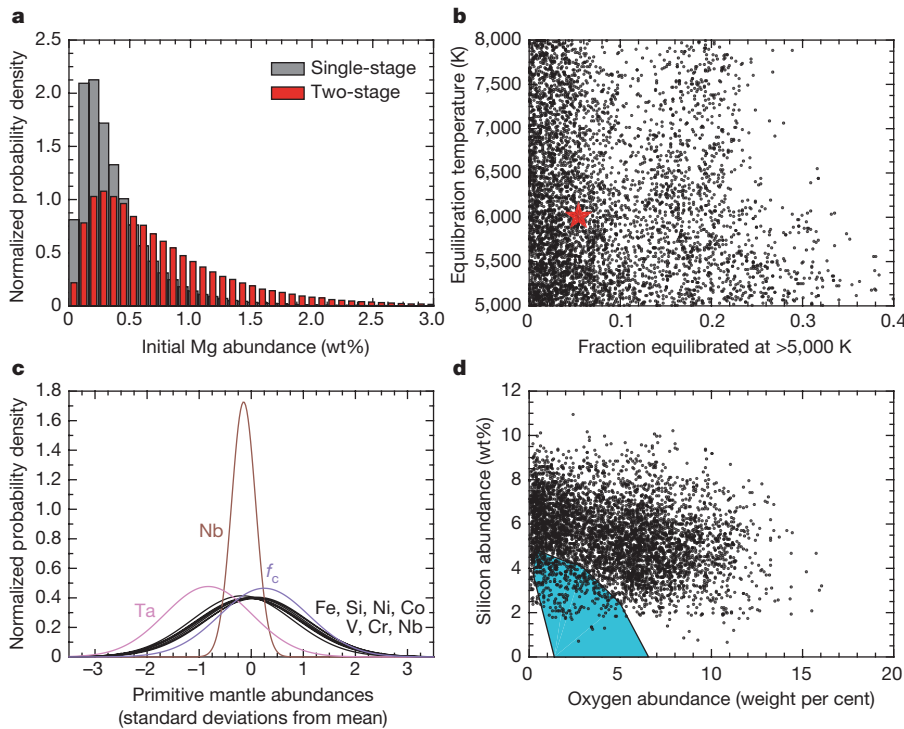 a
Normalized probability density
2.5
2.0
1.5
1.0
0.5
0
Single-stage
Two-stage
0 0.5 1.0 1.5 2.0 2.5 3.0
Initial Mg abundance (wt%)
b
Equilibration temperature (K)
8,000
7,500
7,000
6,500
6,000
5,500
5,000
0 0.1 0.2 0.3 0.4
Fraction equilibrated at >5,000 K
c
Normalized probability density
1.8
1.6
1.4
1.2
1.0
0.8
0.6
0.4
0.2
0
Nb
fc
Ta
Fe, Si, Ni, Co
V, Cr, Nb
−3 −2 −1 0 1 2 3
Primitive mantle abundances
(standard deviations from mean)
d
Silicon abundance (wt%)
12
10
8
6
4
2
0
0 5 10 15 20
Oxygen abundance (weight per cent)